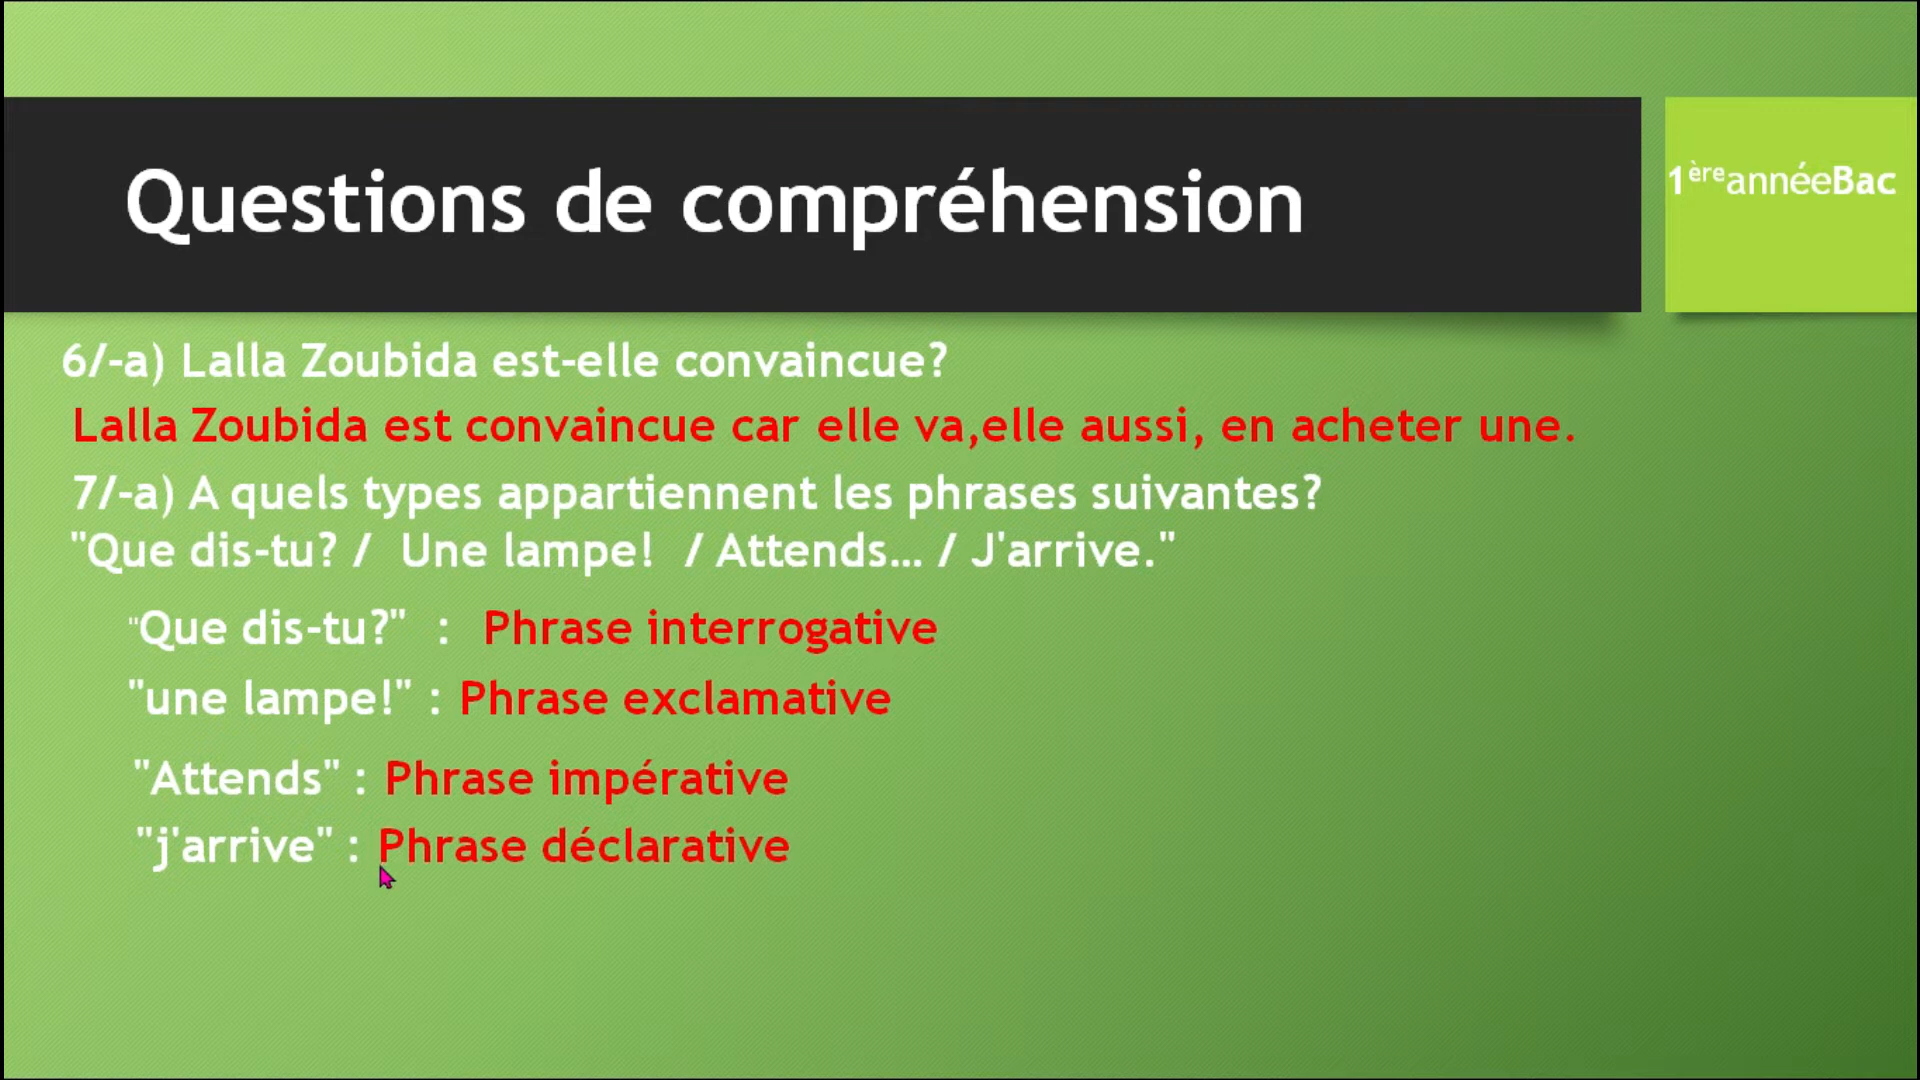 Questions de compréhension
1èreannéeBac
6/-a) Lalla Zoubida est-elle convaincue?
Lalla Zoubida est convaincue car elle va,elle aussi, en acheter une.
7/-a) A quels types appartiennent les phrases suivantes?
"Que dis-tu? / Une lampe! / Attends... / J'arrive."
"Que dis-tu?" : Phrase interrogative
"une lampe!" : Phrase exclamative
"Attends" : Phrase impérative
"j'arrive" : Phrase déclarative